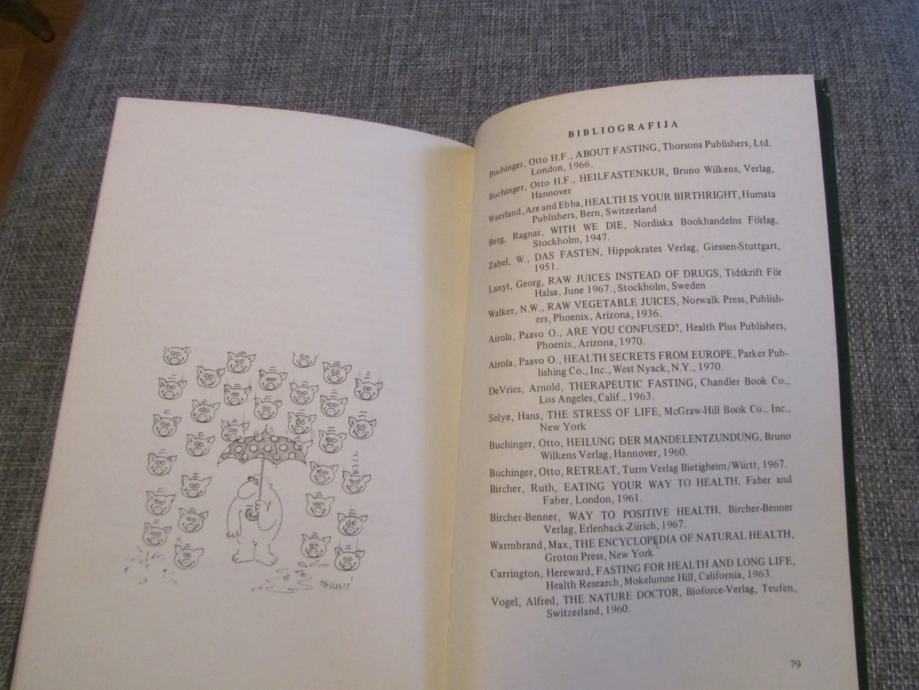 BIBLIOGRAFIJA
Buchinger, Otto H.F., ABOUT FASTING, Thorsons Publishers, Ltd.
London, 1966.
Buchinger, Otto H.F., HEILFASTENKUR, Bruno Wilkens, Verlag,
Hannover
Waerland, Are and Ebba, HEALTH IS YOUR BIRTHRIGHT, Humata
Publishers, Bern, Switzerland
Berg, Ragnar, WITH WE DIE, Nordiska Bookhandelns Förlag,
Stockholm, 1947.
Zabel, W., DAS FASTEN, Hippokrates Verlag, Giessen-Stuttgart,
1951.
Lanyi, Georg, RAW JUICES INSTEAD OF DRUGS, Tidskrift För
Halsa, June 1967., Stockholm, Sweden
Walker, N.W., RAW VEGETABLE JUICES, Norwalk Press, Publish-
ers, Phoenix, Arizona, 1936.
Airola, Paavo O., ARE YOU CONFUSED?, Health Plus Publishers,
Phoenix, Arizona, 1970.
Airola, Paavo O., HEALTH SECRETS FROM EUROPE, Parker Pub-
lishing Co., Inc., West Nyack, N.Y., 1970.
DeVries, Arnold, THERAPEUTIC FASTING, Chandler Book Co.,
Los Angeles, Calif., 1963.
Selye, Hans, THE STRESS OF LIFE, McGraw-Hill Book Co., Inc.,
New York
Buchinger, Otto, HEILUNG DER MANDELENTZUNDUNG, Bruno
Wilkens Verlag, Hannover, 1960.
Buchinger, Otto, RETREAT, Turm Verlag Bietigheim/Württ, 1967.
Bircher, Ruth, EATING YOUR WAY TO HEALTH, Faber and
Faber, London, 1961.
Bircher-Benner, WAY TO POSITIVE HEALTH, Bircher-Benner
Verlag, Erlenback-Zürich, 1967.
Warmbrand, Max, THE ENCYCLOPEDIA OF NATURAL HEALTH,
Groton Press, New York
Carrington, Hereward, FASTING FOR HEALTH AND LONG LIFE,
Health Research, Mokelumne Hill, California, 1963.
Vogel, Alfred, THE NATURE DOCTOR, Bioforce-Verlag, Teufen,
Switzerland, 1960.
79